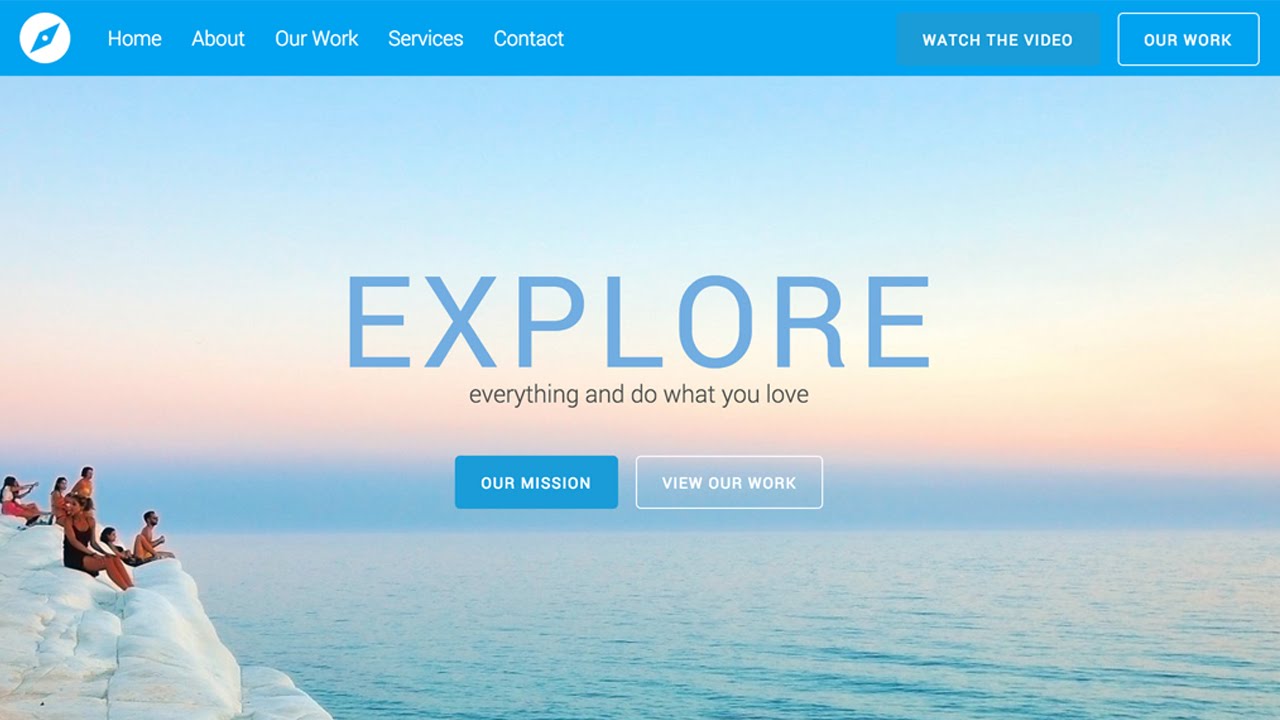 Home About Our Work Services Contact WATCH THE VIDEO OUR WORK
EXPLORE
everything and do what you love
OUR MISSION VIEW OUR WORK